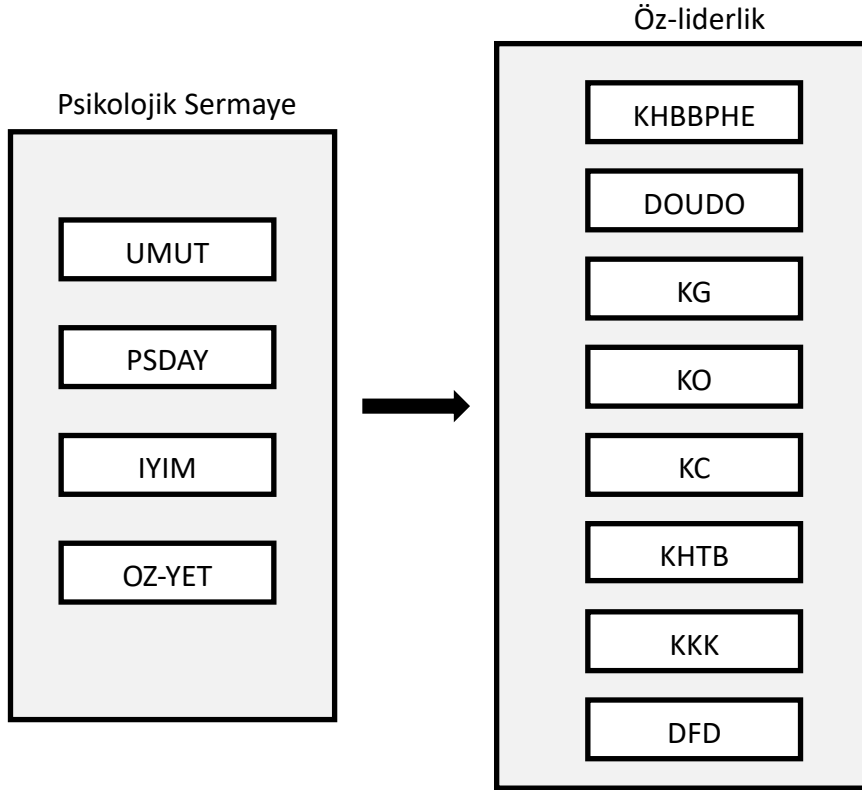 Psikolojik Sermaye
UMUT
PSDAY
IYIM
OZ-YET
Öz-liderlik
KHBBPHE
DOUDO
KG
KO
KC
KHTB
KKK
DFD